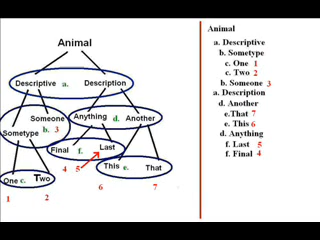 Animal
Descriptive a. Description
Someone
b. 3
Sometype
Anything d. Another
Final f. Last
4 5
This e. That
6 7
One c. Two
1 2
Animal
a. Descriptive
b. Sometype
c. One 1
c. Two 2
b. Someone 3
a. Description
d. Another
e.That 7
e. This 6
d. Anything
f. Last 5
f. Final 4